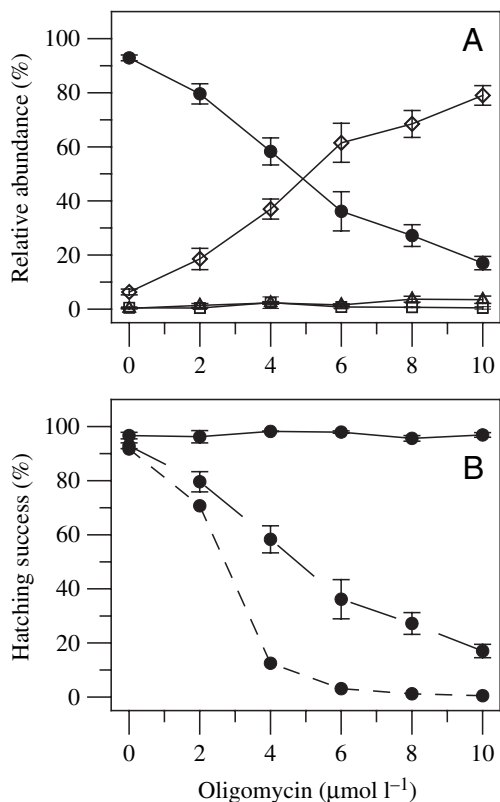 A
Relative abundance (%)
100
80
60
40
20
0
0 2 4 6 8 10
B
Hatching success (%)
100
80
60
40
20
0
0 2 4 6 8 10
Oligomycin (μmol l⁻¹)